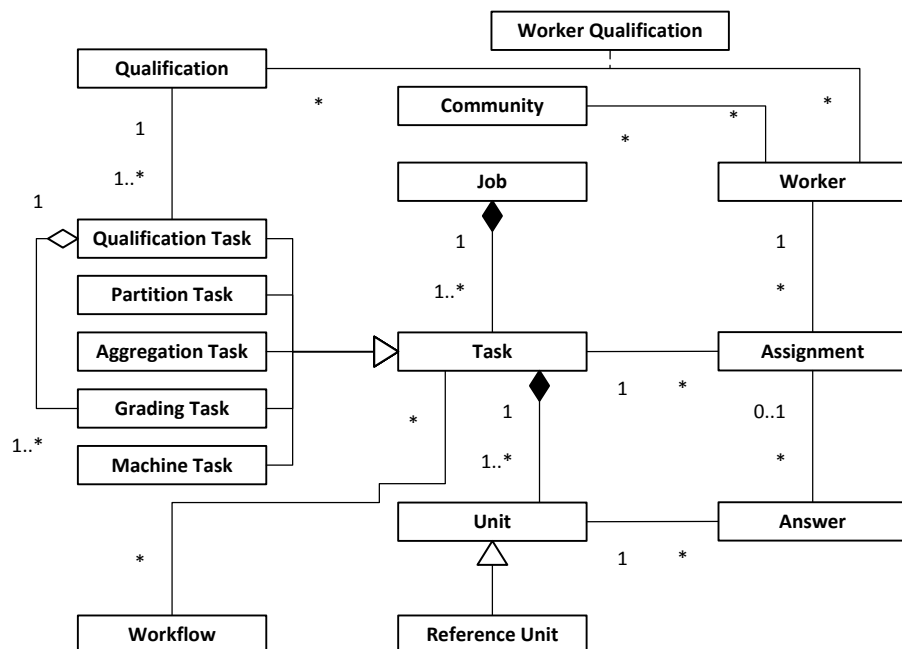 Worker Qualification
Qualification
*
*
Community
*
*
1
1..*
Job
Worker
1
Qualification Task
1
1
Partition Task
1..*
*
Aggregation Task
Task
Assignment
1
*
Grading Task
*
1
0..1
1..*
Machine Task
1..*
*
Unit
Answer
*
1
*
Workflow
Reference Unit